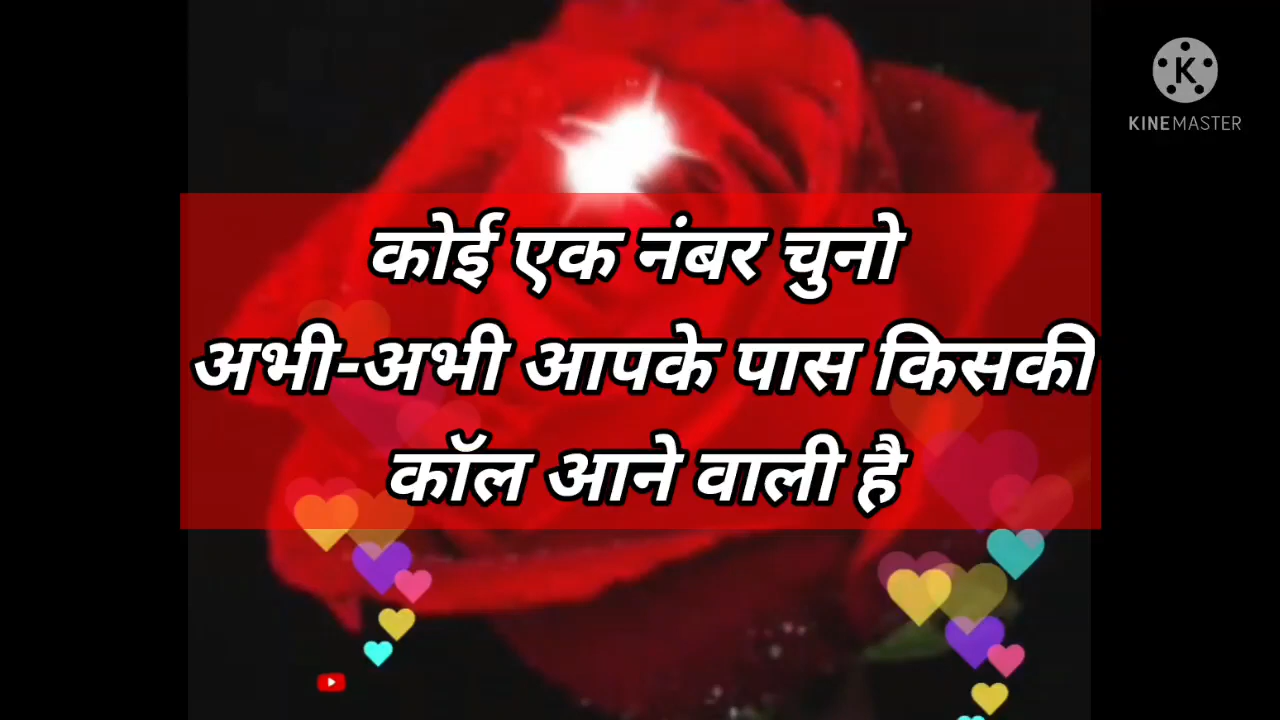 K
KINEMASTER
कोई एक नंबर चुनो
अभी-अभी आपके पास किसकी
कॉल आने वाली है